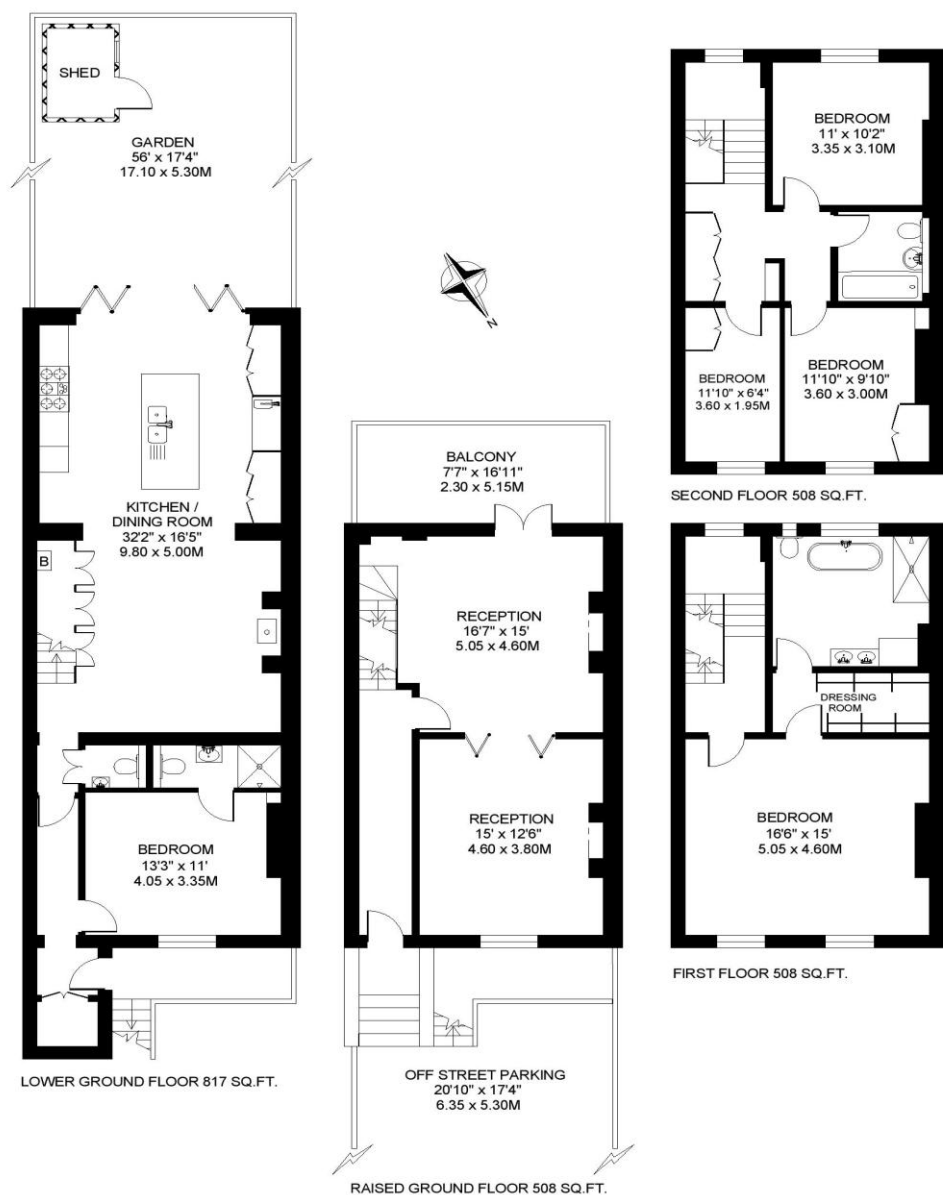 SHED
GARDEN
56' x 17'4"
17.10 x 5.30M
KITCHEN /
DINING ROOM
32'2" x 16'5"
9.80 x 5.00M
B
BEDROOM
13'3" x 11'
4.05 x 3.35M
LOWER GROUND FLOOR 817 SQ.FT.
N
BALCONY
7'7" x 16'11"
2.30 x 5.15M
RECEPTION
16'7" x 15'
5.05 x 4.60M
RECEPTION
15' x 12'6"
4.60 x 3.80M
OFF STREET PARKING
20'10" x 17'4"
6.35 x 5.30M
RAISED GROUND FLOOR 508 SQ.FT.
BEDROOM
11' x 10'2"
3.35 x 3.10M
BEDROOM
11'10" x 6'4"
3.60 x 1.95M
BEDROOM
11'10" x 9'10"
3.60 x 3.00M
SECOND FLOOR 508 SQ.FT.
DRESSING
ROOM
BEDROOM
16'6" x 15'
5.05 x 4.60M
FIRST FLOOR 508 SQ.FT.